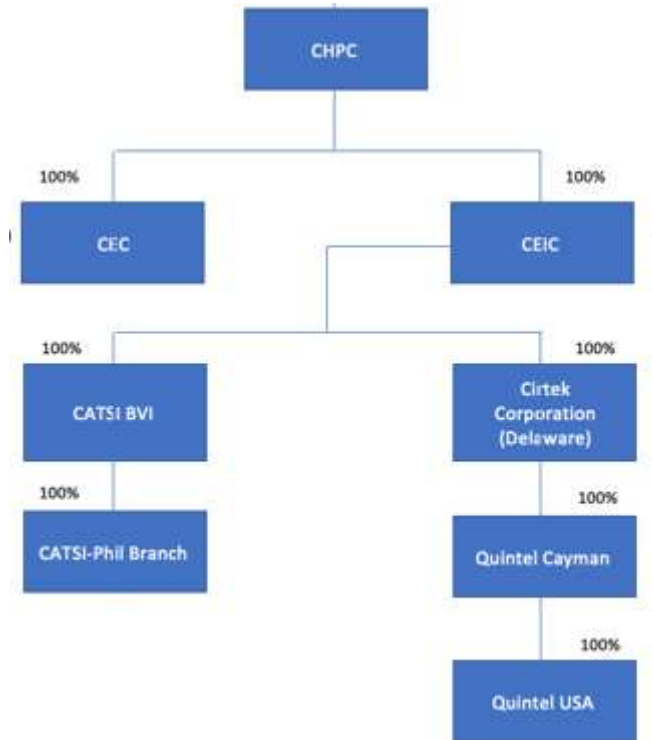 CHPC
100%
100%
CEC
CEIC
100%
100%
CATSI BVI
Cirtek
Corporation
(Delaware)
100%
100%
CATSI-Phil Branch
Quintel Cayman
100%
Quintel USA